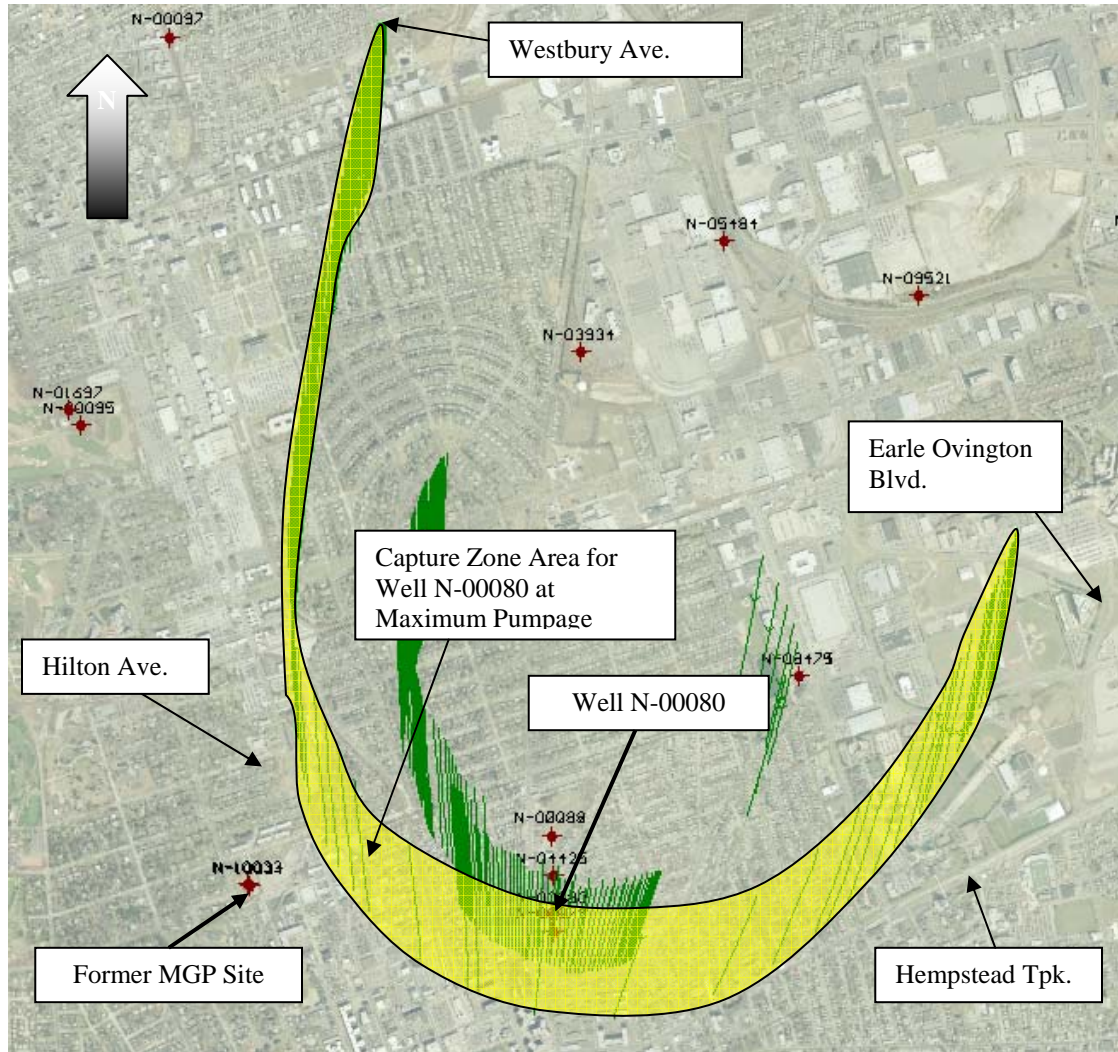 N-00097
Westbury Ave.
N
N-05484
N-09521
N-03934
N-01697
N-00095
Earle Ovington
Blvd.
Capture Zone Area for
Well N-00080 at
Maximum Pumpage
Hilton Ave.
N-08475
Well N-00080
N-00088
N-04425
N-10033
Former MGP Site
Hempstead Tpk.